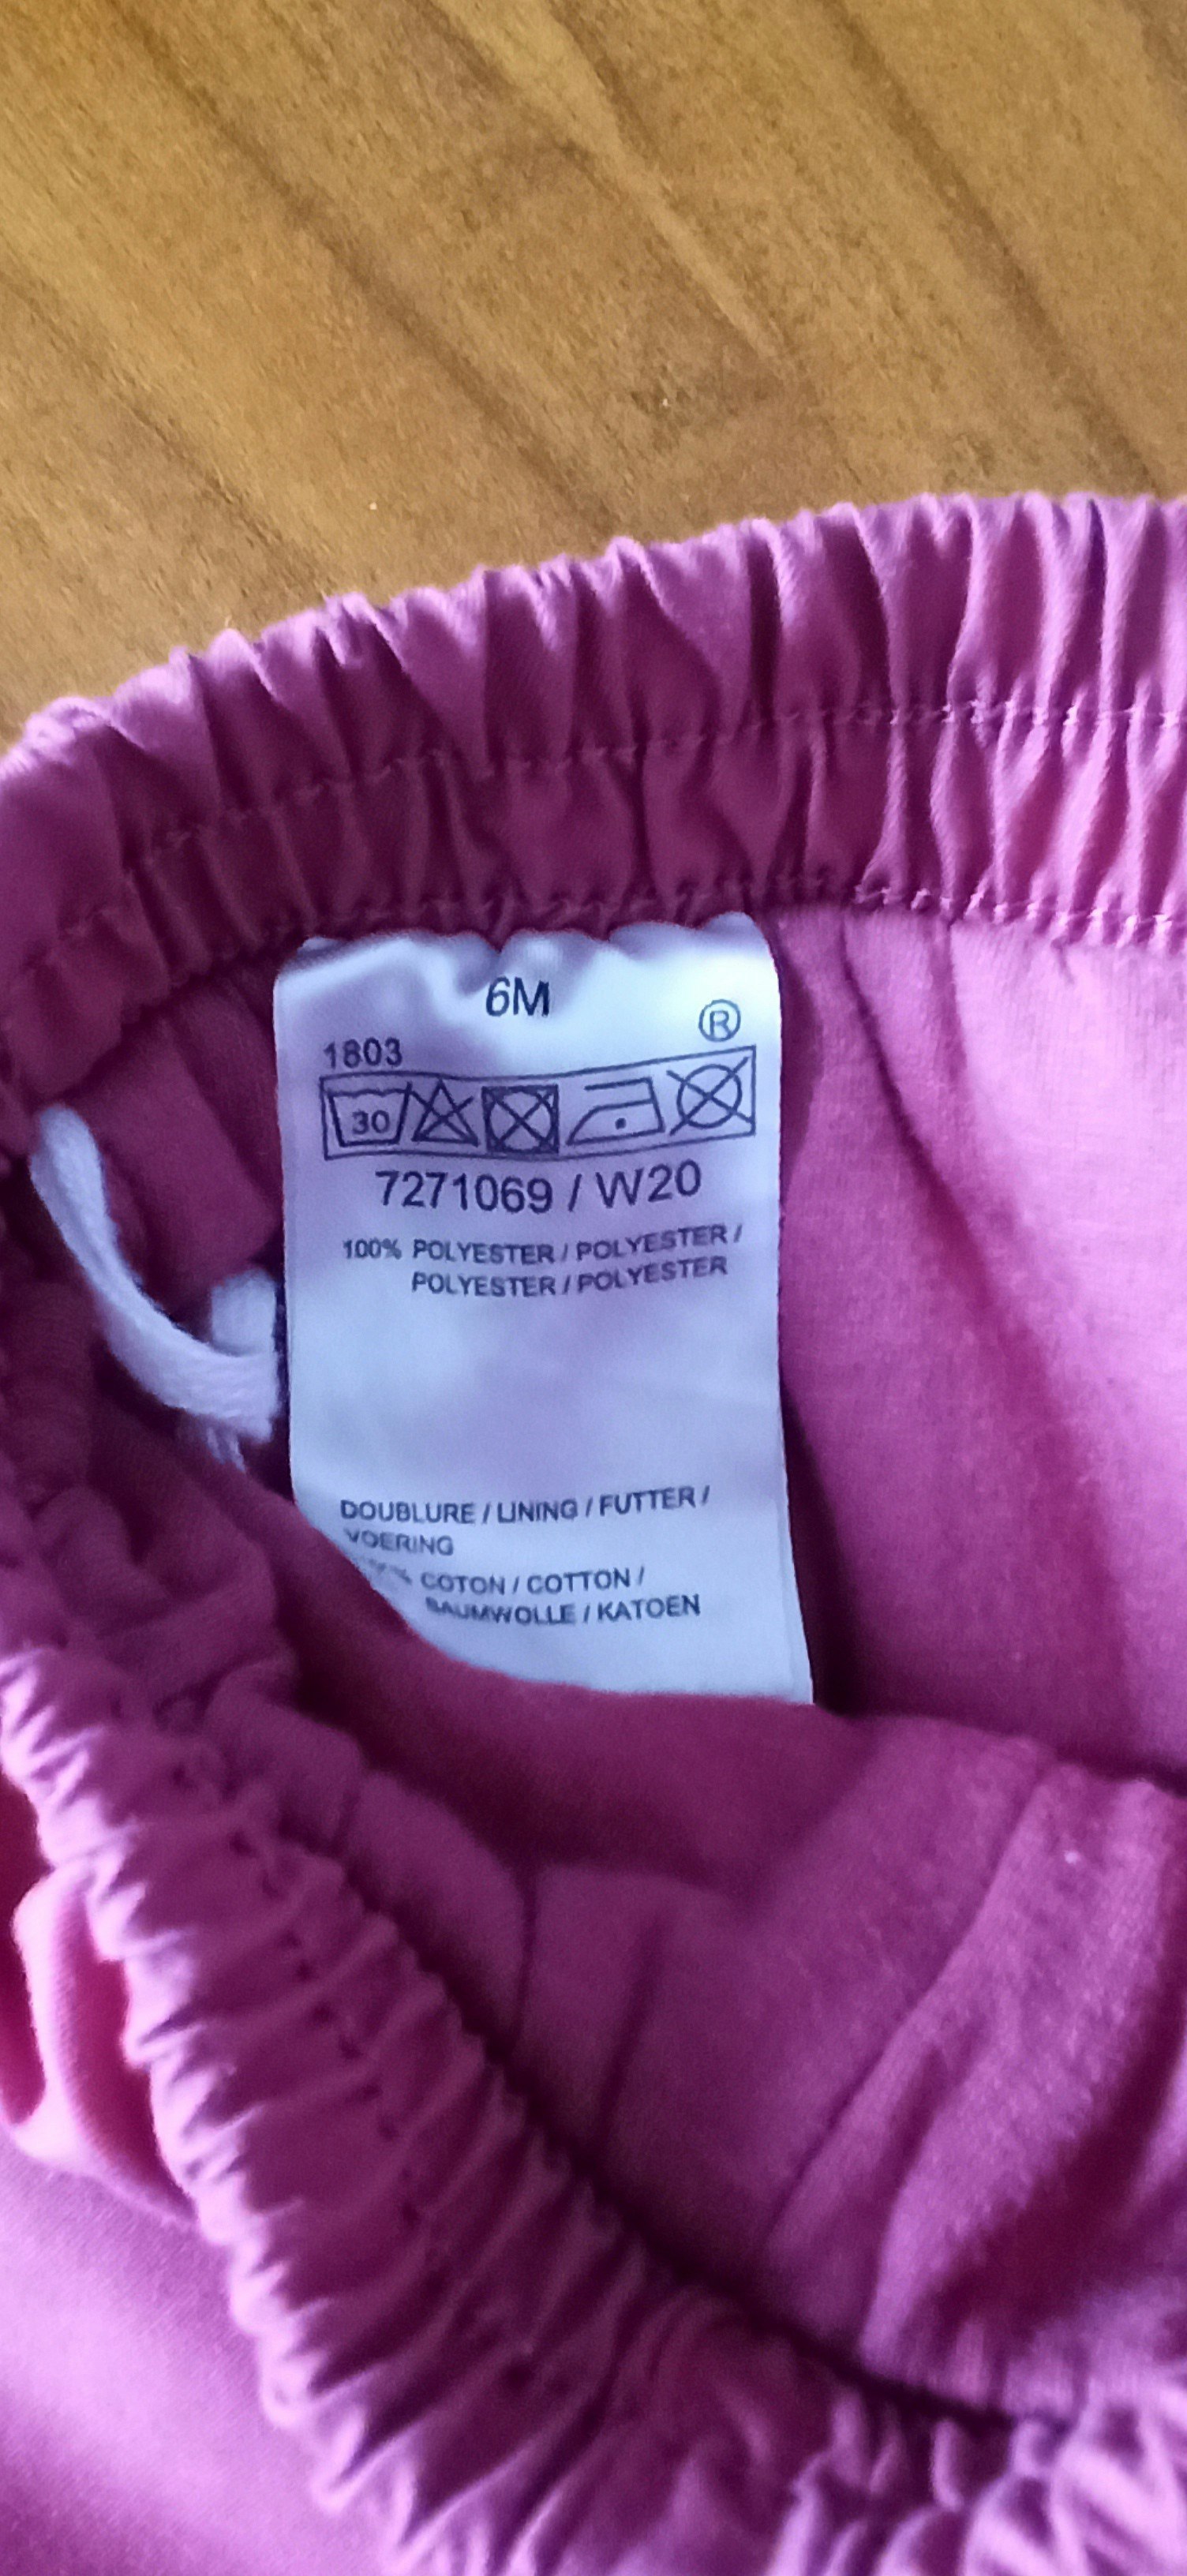 6M
®
1803
30
7271069 / W20
100% POLYESTER / POLYESTER /
POLYESTER / POLYESTER
DOUBLURE / LINING / FUTTER /
VOERING
COTON / COTTON /
BAUMWOLLE / KATOEN